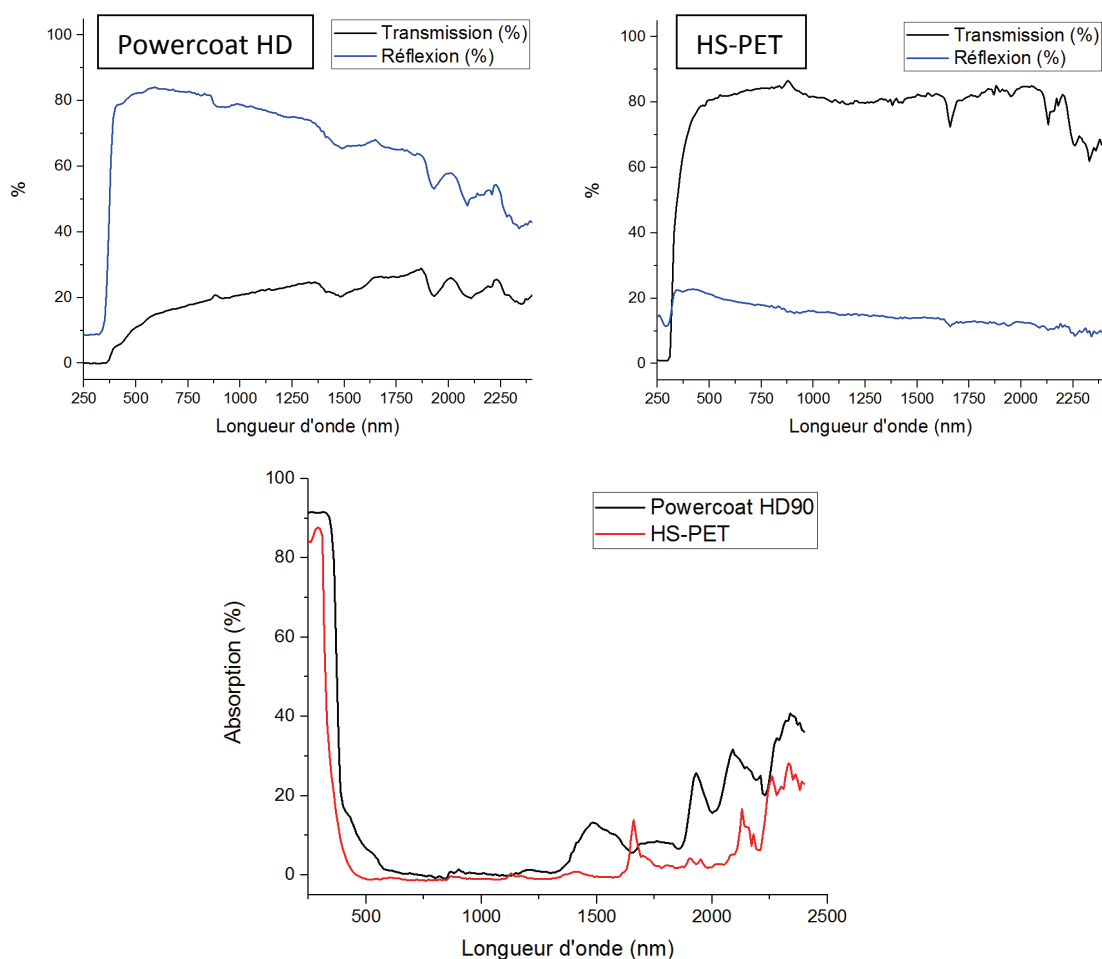 Powercoat HD
Transmission (%)
Réflexion (%)
100
80
60
40
20
0
%
250 500 750 1000 1250 1500 1750 2000 2250
Longueur d'onde (nm)
HS-PET
Transmission (%)
Réflexion (%)
100
80
60
40
20
0
%
250 500 750 1000 1250 1500 1750 2000 2250
Longueur d'onde (nm)
Powercoat HD90
HS-PET
100
80
60
40
20
0
Absorption (%)
500 1000 1500 2000 2500
Longueur d'onde (nm)